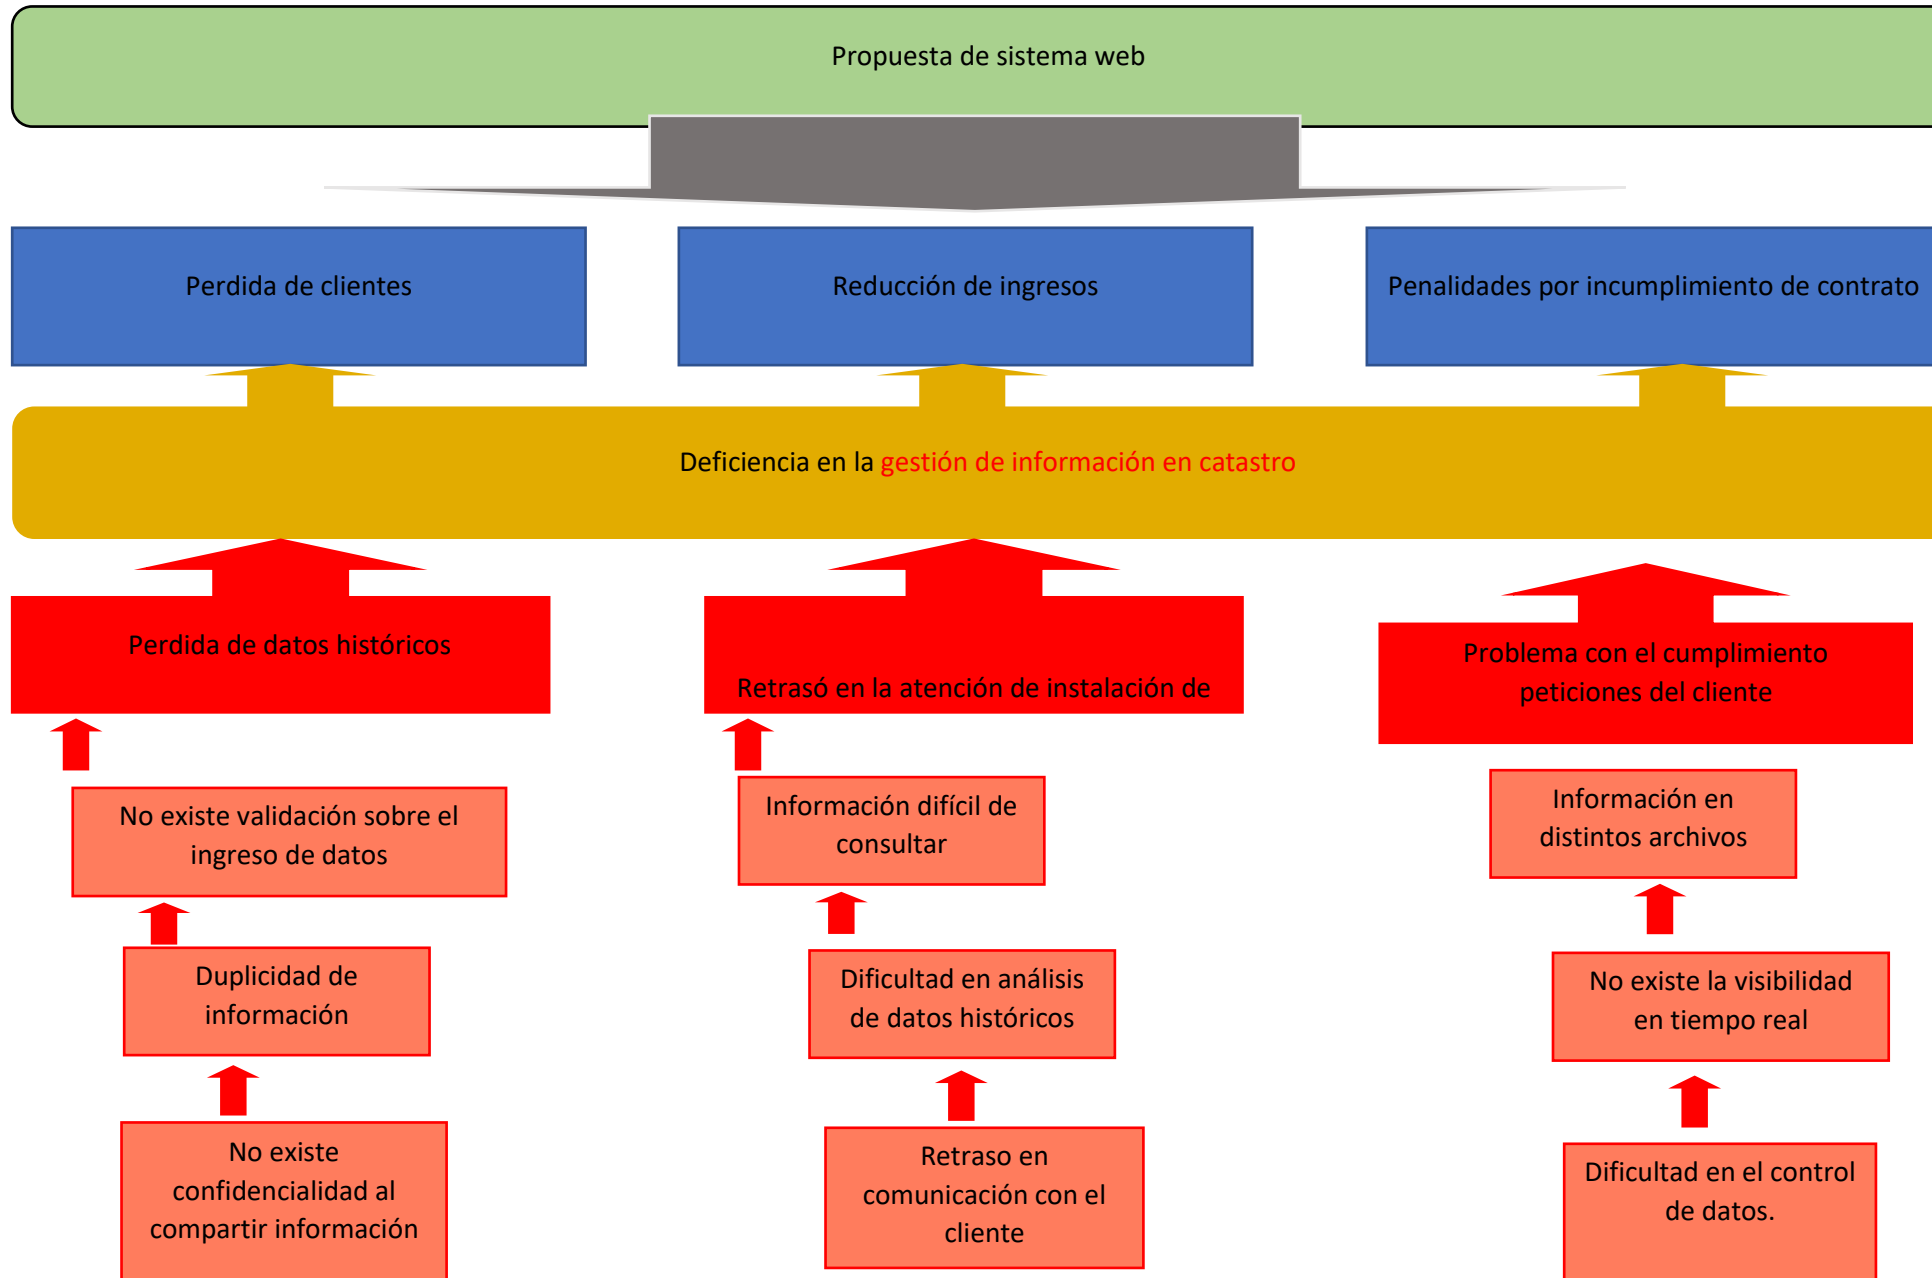 Propuesta de sistema web
Perdida de clientes
Reducción de ingresos
Penalidades por incumplimiento de contrato
Deficiencia en la gestión de información en catastro
Perdida de datos históricos
Retrasó en la atención de instalación de
Problema con el cumplimiento
peticiones del cliente
No existe validación sobre el
ingreso de datos
Información difícil de
consultar
Información en
distintos archivos
Duplicidad de
información
Dificultad en análisis
de datos históricos
No existe la visibilidad
en tiempo real
No existe
confidencialidad al
compartir información
Retraso en
comunicación con el
cliente
Dificultad en el control
de datos.